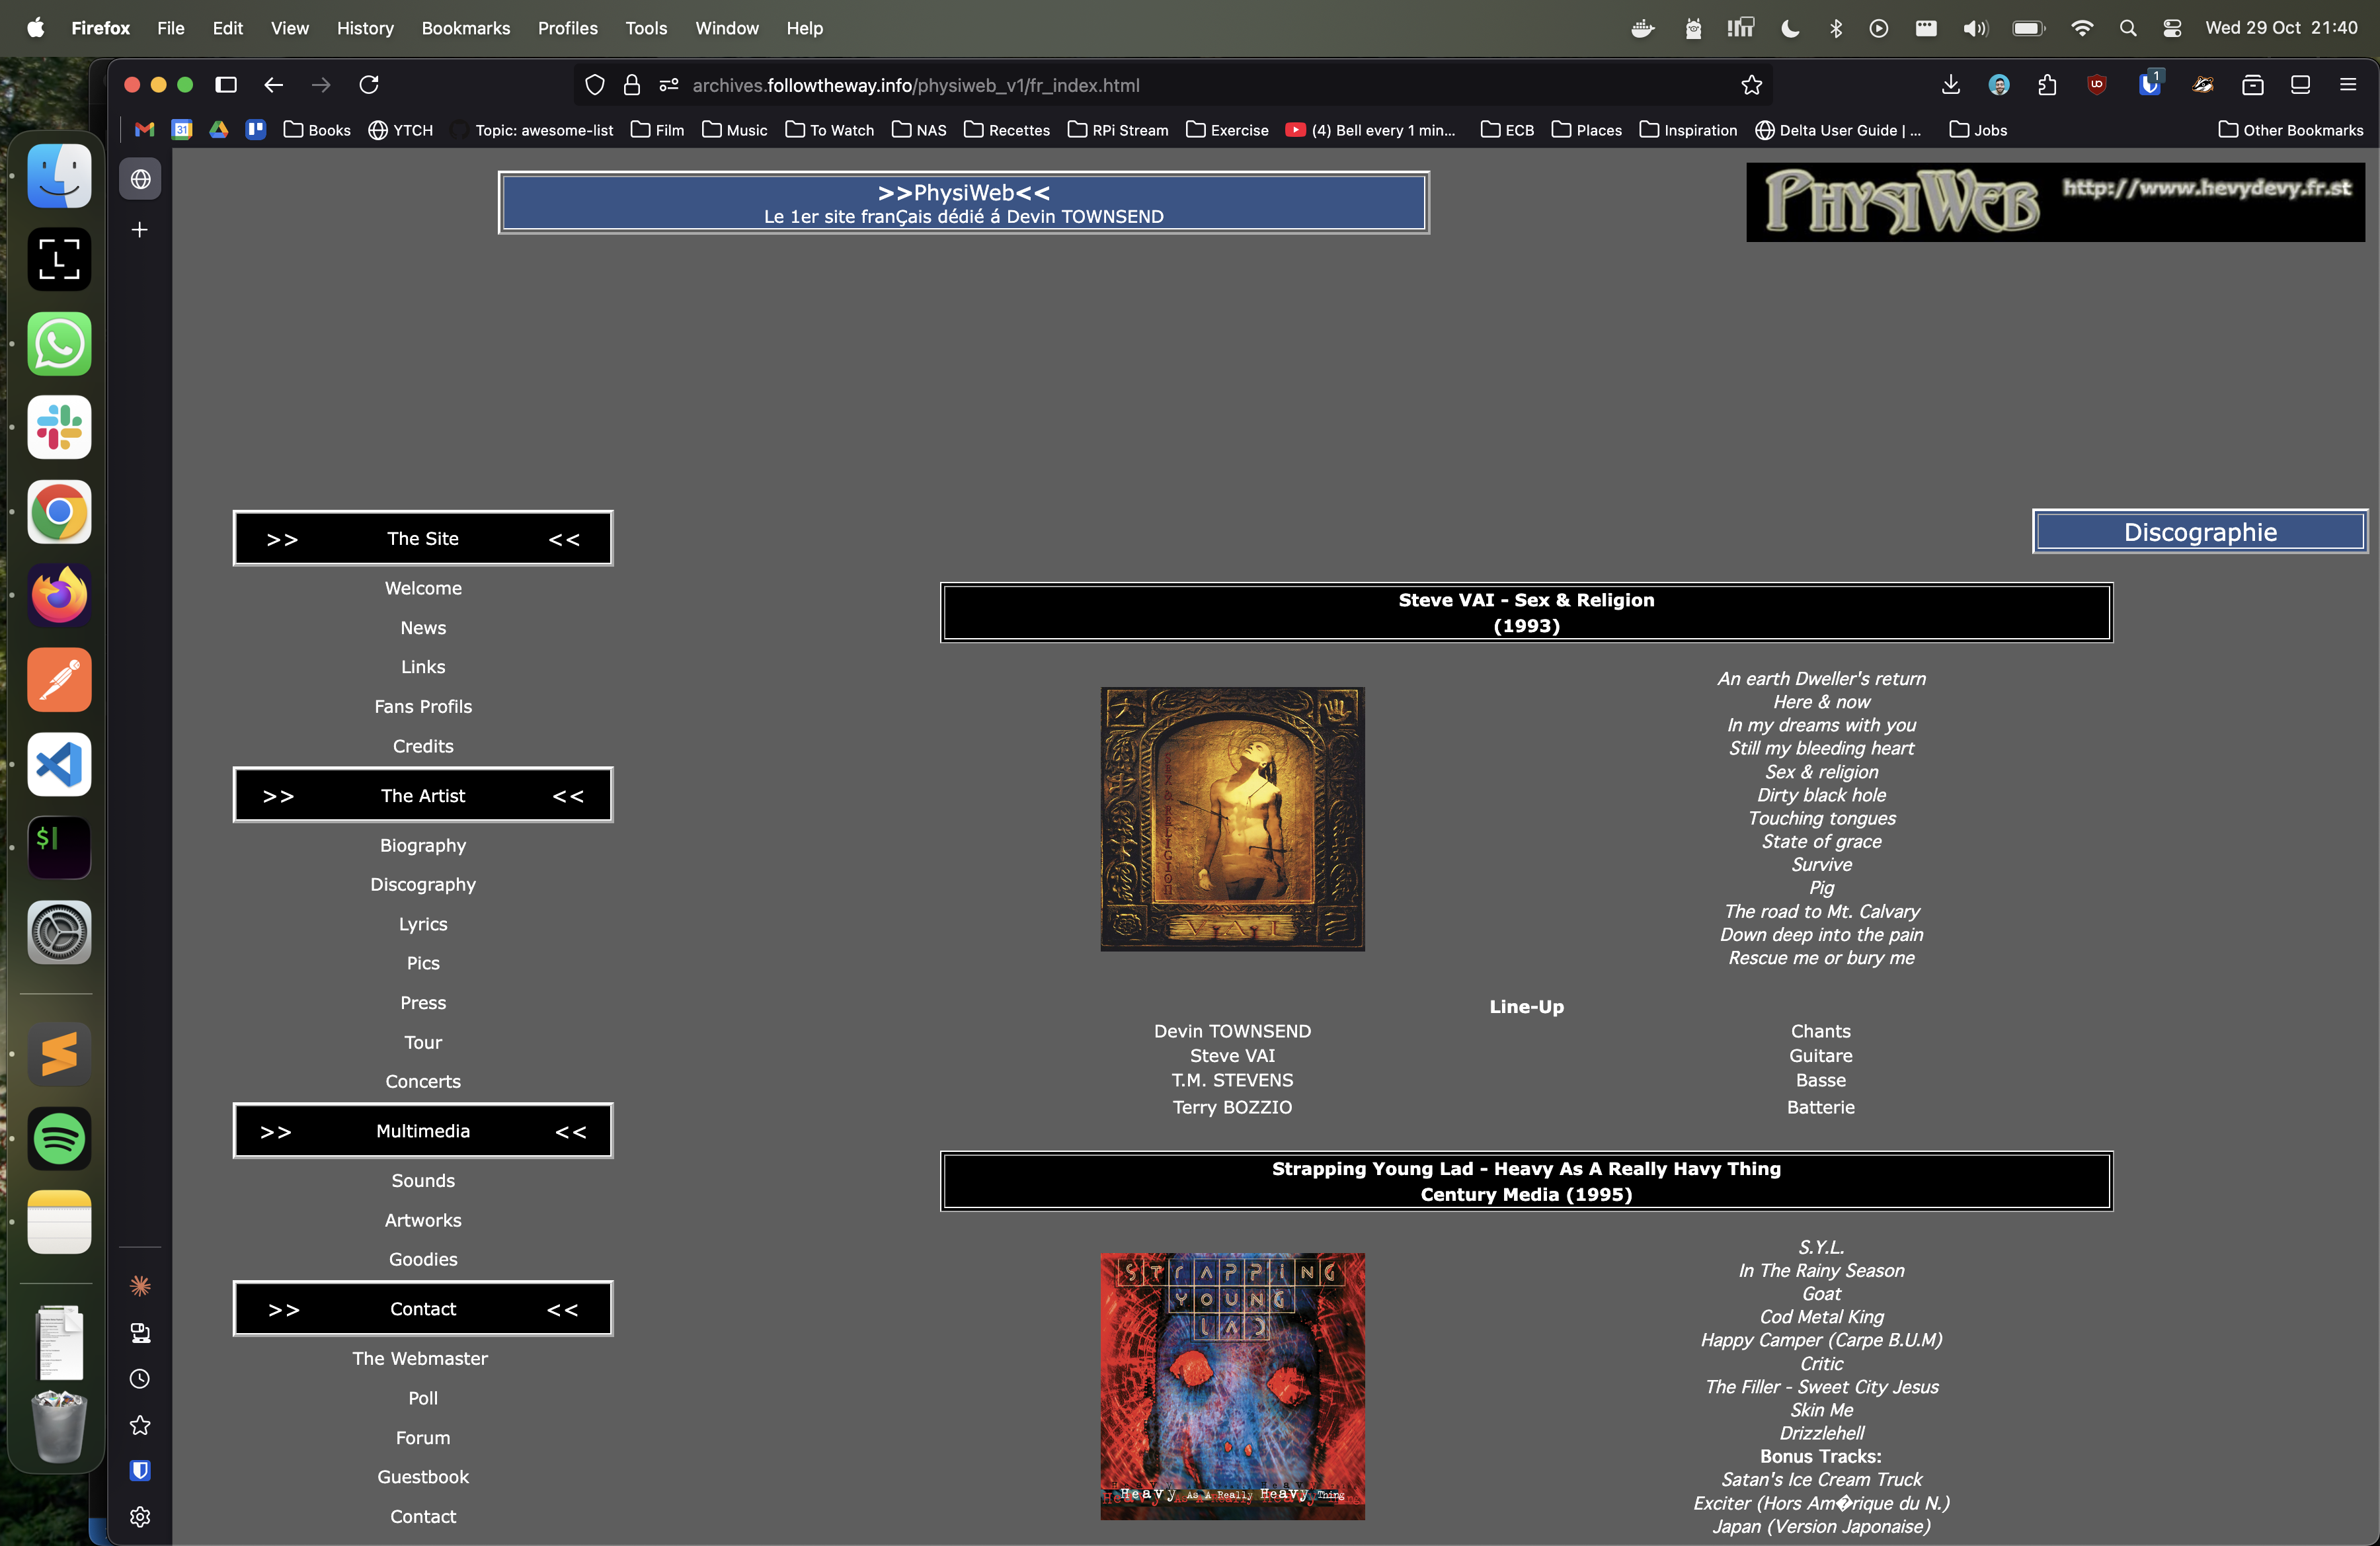 Firefox File Edit View History Bookmarks Profiles Tools Window Help Wed 29 Oct 21:40
archives.followtheway.info/physiweb_v1/fr_index.html
1
31 Books YTCH Topic: awesome-list Film Music To Watch NAS Recettes RPi Stream Exercise (4) Bell every 1 min... ECB Places Inspiration Delta User Guide | ... Jobs Other Bookmarks
>>PhysiWeb<<
Le 1er site franÇais dédié á Devin TOWNSEND
PHYSIWEB http://www.hevydevy.fr.st
>> The Site <<
Welcome
News
Links
Fans Profils
Credits
>> The Artist <<
Biography
Discography
Lyrics
Pics
Press
Tour
Concerts
>> Multimedia <<
Sounds
Artworks
Goodies
>> Contact <<
The Webmaster
Poll
Forum
Guestbook
Contact
Discographie
Steve VAI - Sex & Religion
(1993)
SEX & RELIGION
VAI
An earth Dweller's return
Here & now
In my dreams with you
Still my bleeding heart
Sex & religion
Dirty black hole
Touching tongues
State of grace
Survive
Pig
The road to Mt. Calvary
Down deep into the pain
Rescue me or bury me
Line-Up
Devin TOWNSEND Chants
Steve VAI Guitare
T.M. STEVENS Basse
Terry BOZZIO Batterie
Strapping Young Lad - Heavy As A Really Havy Thing
Century Media (1995)
STRAPPING
YOUNG
LAD
Heavy As A Really Heavy Thing
S.Y.L.
In The Rainy Season
Goat
Cod Metal King
Happy Camper (Carpe B.U.M)
Critic
The Filler - Sweet City Jesus
Skin Me
Drizzlehell
Bonus Tracks:
Satan's Ice Cream Truck
Exciter (Hors Am�rique du N.)
Japan (Version Japonaise)
L
$